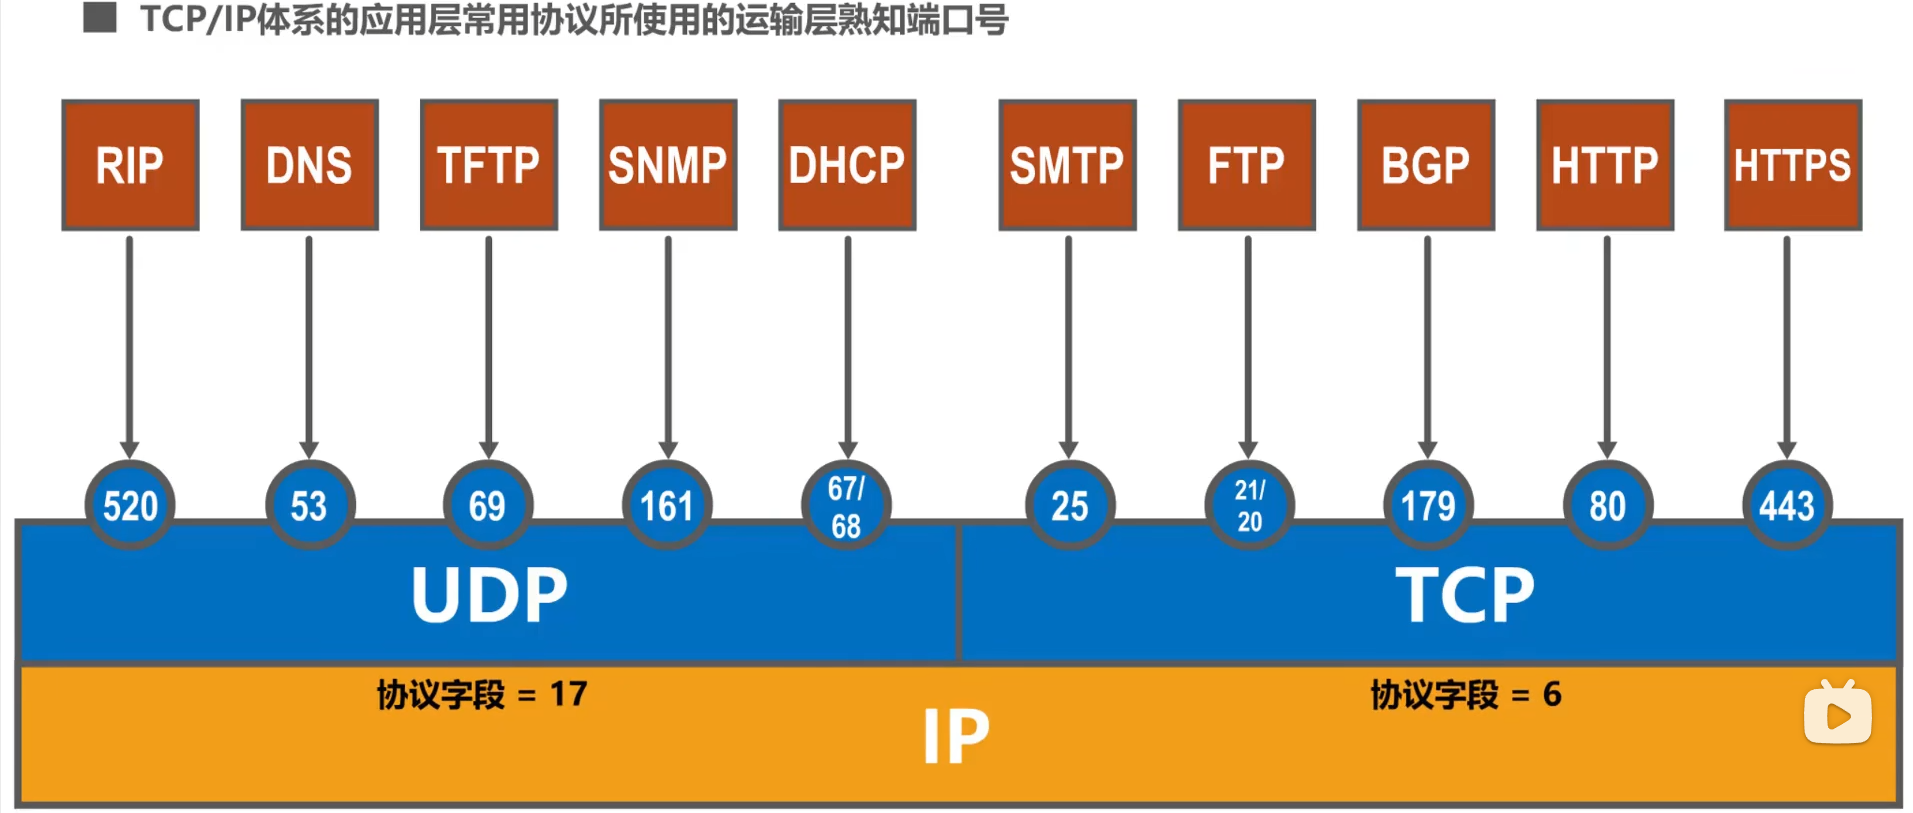 TCP/IP体系的应用层常用协议所使用的运输层熟知端口号
RIP
DNS
TFTP
SNMP
DHCP
SMTP
FTP
BGP
HTTP
HTTPS
520
53
69
161
67/
68
25
21/
20
179
80
443
UDP
TCP
协议字段 = 17
协议字段 = 6
IP